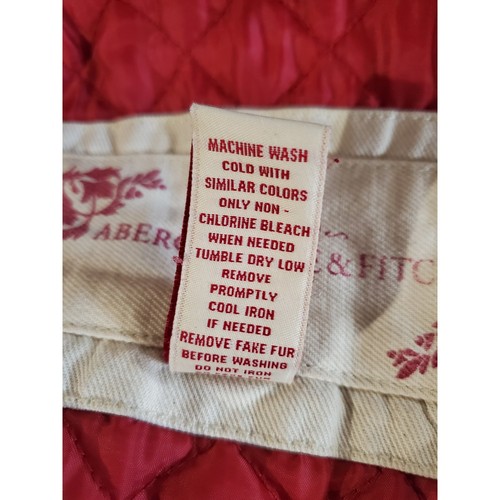 MACHINE WASH
COLD WITH
SIMILAR COLORS
ONLY NON -
CHLORINE BLEACH
WHEN NEEDED
TUMBLE DRY LOW
REMOVE
PROMPTLY
COOL IRON
IF NEEDED
REMOVE FAKE FUR
BEFORE WASHING
DO NOT IRON
ABER
& FITC